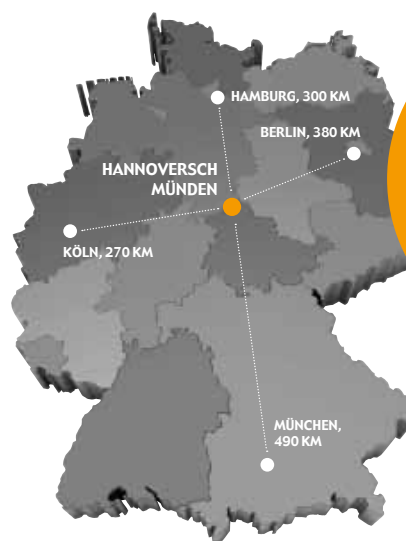 HAMBURG, 300 KM
BERLIN, 380 KM
HANNOVERSCH
MÜNDEN
KÖLN, 270 KM
MÜNCHEN,
490 KM